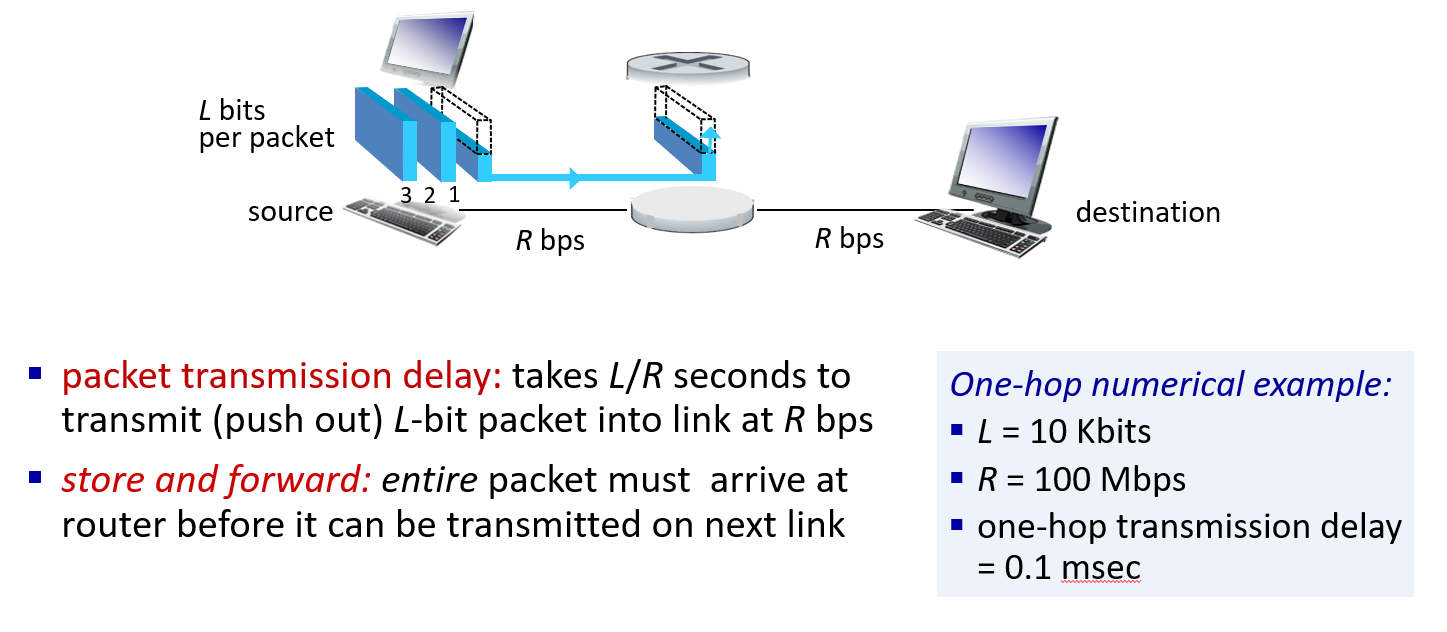 L bits
per packet
3 2 1
source
R bps
R bps
destination
packet transmission delay: takes L/R seconds to
transmit (push out) L-bit packet into link at R bps
store and forward: entire packet must arrive at
router before it can be transmitted on next link
One-hop numerical example:
L = 10 Kbits
R = 100 Mbps
one-hop transmission delay
= 0.1 msec